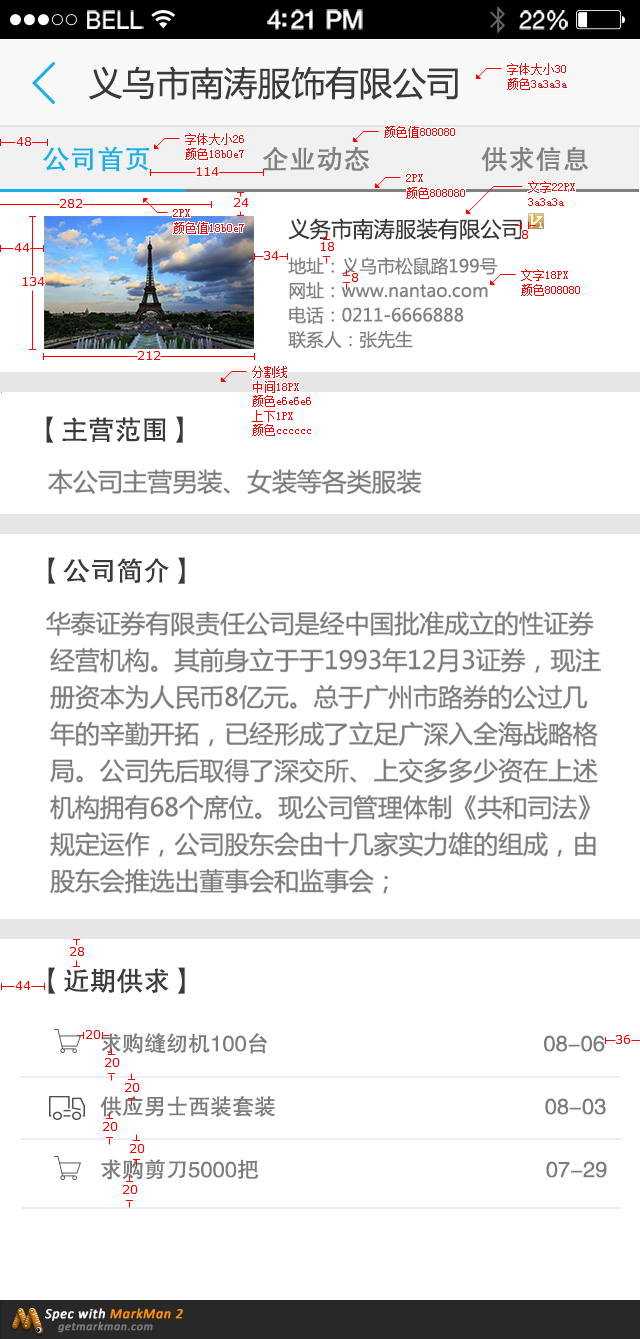 BELL 4:21 PM 22%
义乌市南涛服饰有限公司
字体大小30
颜色3a3a3a
48
公司首页
字体大小26
颜色18b0e7
114
企业动态
颜色值808080
供求信息
2PX
颜色808080
文字22PX
3a3a3a
282
2PX
颜色值18b0e7
24
44
134
212
34
义务市南涛服装有限公司
8
18
地址：义乌市松鼠路199号
8
网址：www.nantao.com
文字18PX
颜色808080
电话：0211-6666888
联系人：张先生
分割线
中间18PX
颜色e6e6e6
上下1PX
颜色cccccc
【主营范围】
本公司主营男装、女装等各类服装
【公司简介】
华泰证券有限责任公司是经中国批准成立的性证券
经营机构。其前身立于于1993年12月3证券，现注
册资本为人民币8亿元。总于广州市路券的公过几
年的辛勤开拓，已经形成了立足广深入全海战略格
局。公司先后取得了深交所、上交多多少资在上述
机构拥有68个席位。现公司管理体制《共和司法》
规定运作，公司股东会由十几家实力雄的组成，由
股东会推选出董事会和监事会；
28
44
【近期供求】
20
求购缝纫机100台
08-06
36
20
20
供应男士西装套装
08-03
20
20
求购剪刀5000把
07-29
20
Spec with MarkMan 2
getmarkman.com